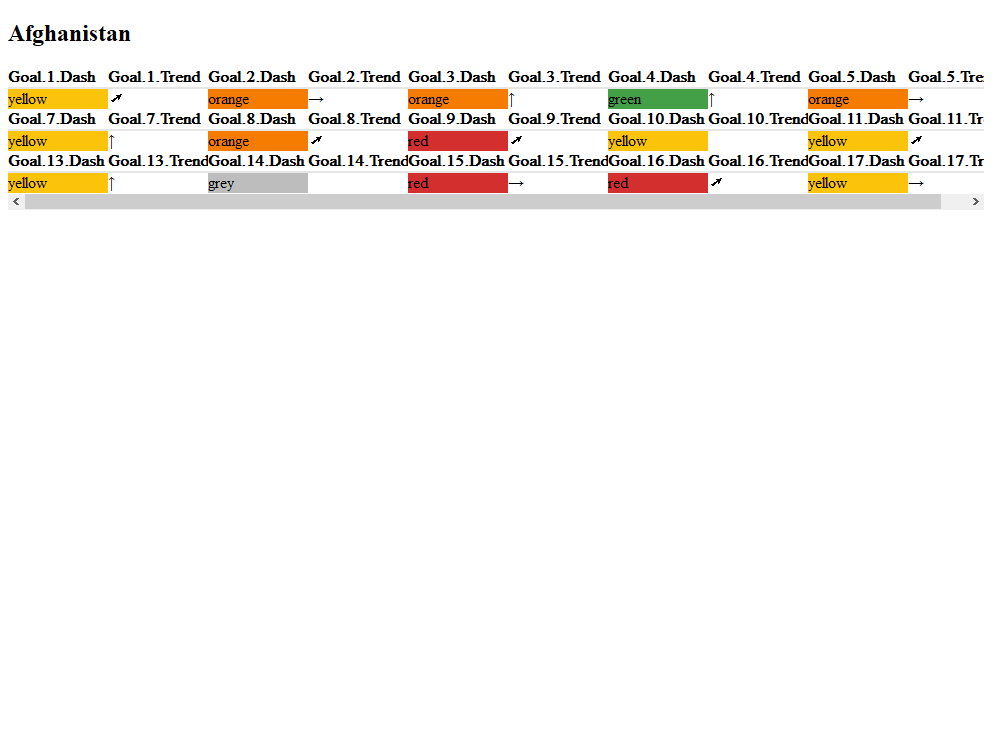 Afghanistan
Goal.1.Dash Goal.1.Trend Goal.2.Dash Goal.2.Trend Goal.3.Dash Goal.3.Trend Goal.4.Dash Goal.4.Trend Goal.5.Dash Goal.5.Tre
yellow ↗ orange → orange ↑ green ↑ orange →
Goal.7.Dash Goal.7.Trend Goal.8.Dash Goal.8.Trend Goal.9.Dash Goal.9.Trend Goal.10.Dash Goal.10.Trend Goal.11.Dash Goal.11.Tr
yellow ↑ orange ↗ red ↗ yellow yellow ↗
Goal.13.Dash Goal.13.Trend Goal.14.Dash Goal.14.Trend Goal.15.Dash Goal.15.Trend Goal.16.Dash Goal.16.Trend Goal.17.Dash Goal.17.Tr
yellow ↑ grey red → red ↗ yellow →